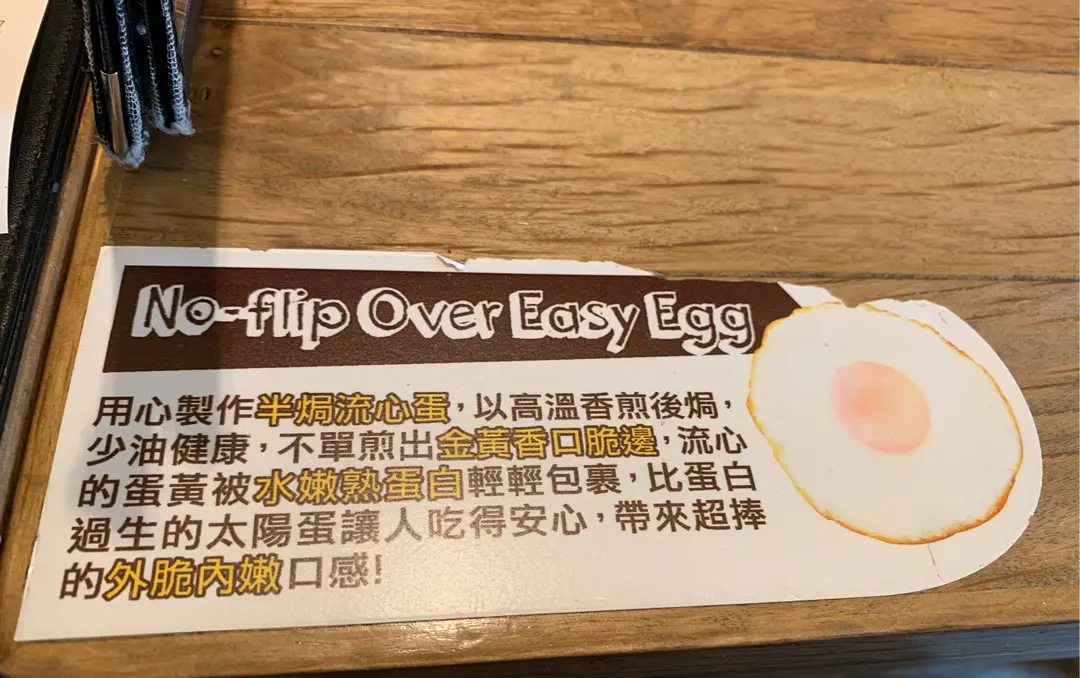 No-flip Over Easy Egg
用心製作半焗流心蛋，以高溫香煎後焗，
少油健康，不單煎出金黃香口脆邊，流心
的蛋黃被水嫩熟蛋白輕輕包裹，比蛋白
過生的太陽蛋讓人吃得安心，帶來超捧
的外脆內嫩口感!